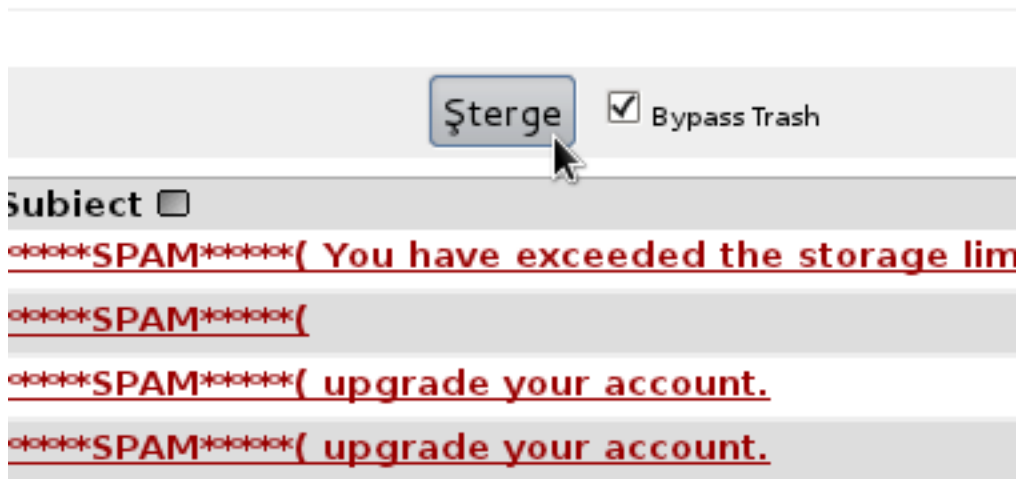 Şterge Bypass Trash
Subiect
*****SPAM*****( You have exceeded the storage lim
*****SPAM*****(
*****SPAM*****( upgrade your account.
*****SPAM*****( upgrade your account.